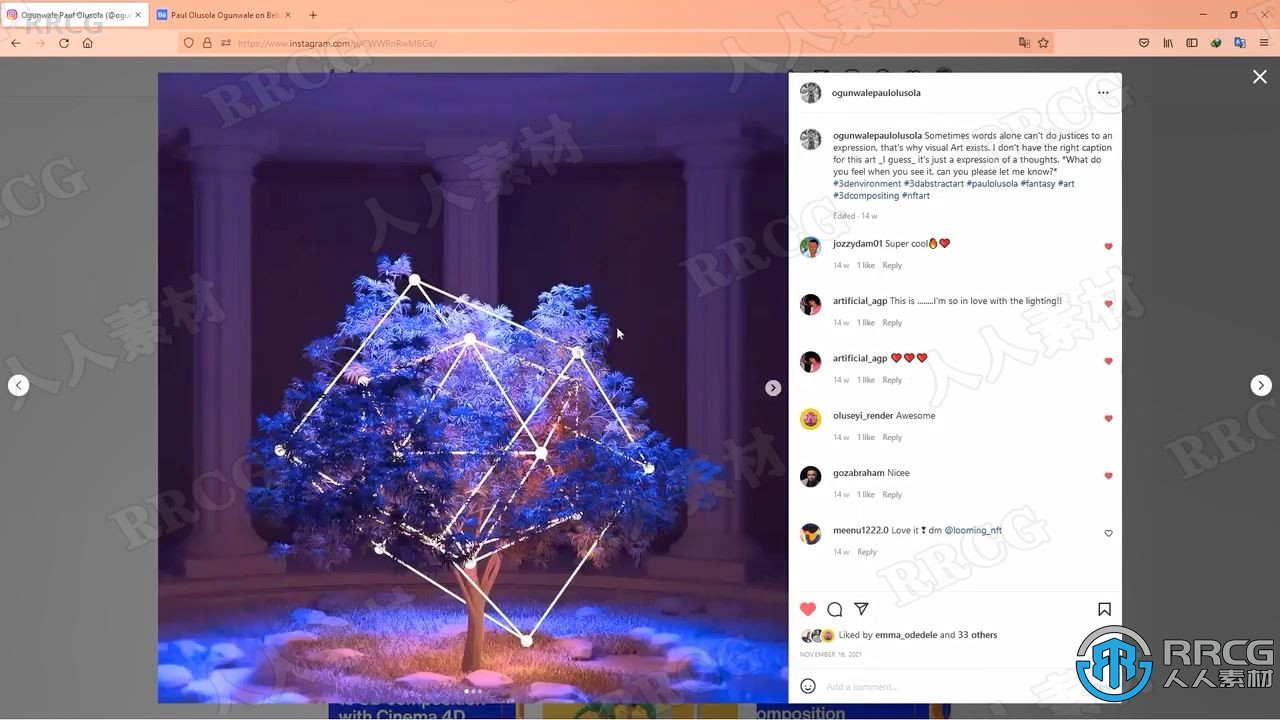 Ogunwale Paul Olusola (@ogun
Paul Olusola Ogunwale on Beh
https://www.instagram.com/p/CWWRnRwM6Gs/
ogunwalepaulolusola
ogunwalepaulolusola Sometimes words alone can't do justices to an
expression, that's why visual Art exists. I don't have the right caption
for this art _I guess_ it's just a expression of a thoughts. *What do
you feel when you see it, can you please let me know?*
#3denvironment #3dabstractart #paulolusola #fantasy #art
#3dcompositing #nftart
Edited · 14 w
jozzydam01 Super cool🔥❤️
14 w 1 like Reply
artificial_agp This is ........I'm so in love with the lighting!!
14 w 1 like Reply
artificial_agp ❤️❤️❤️
14 w 1 like Reply
oluseyi_render Awesome
14 w 1 like Reply
gozabraham Nicee
14 w 1 like Reply
meenu1222.0 Love it❣ dm @looming_nft
14 w Reply
Liked by emma_odedele and 33 others
NOVEMBER 16, 2021
Add a comment...
with Cinema 4D
omposition
RRCG
人人素材